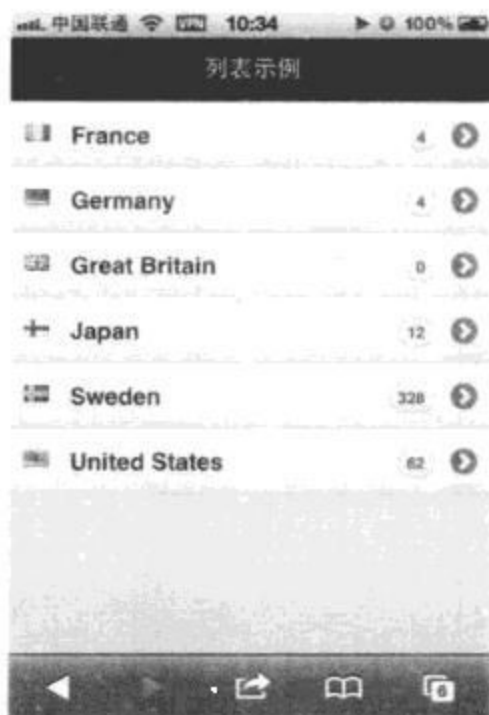 中国联通 10:34 100%
列表示例
France 4
Germany 4
Great Britain 0
Japan 12
Sweden 328
United States 62
6